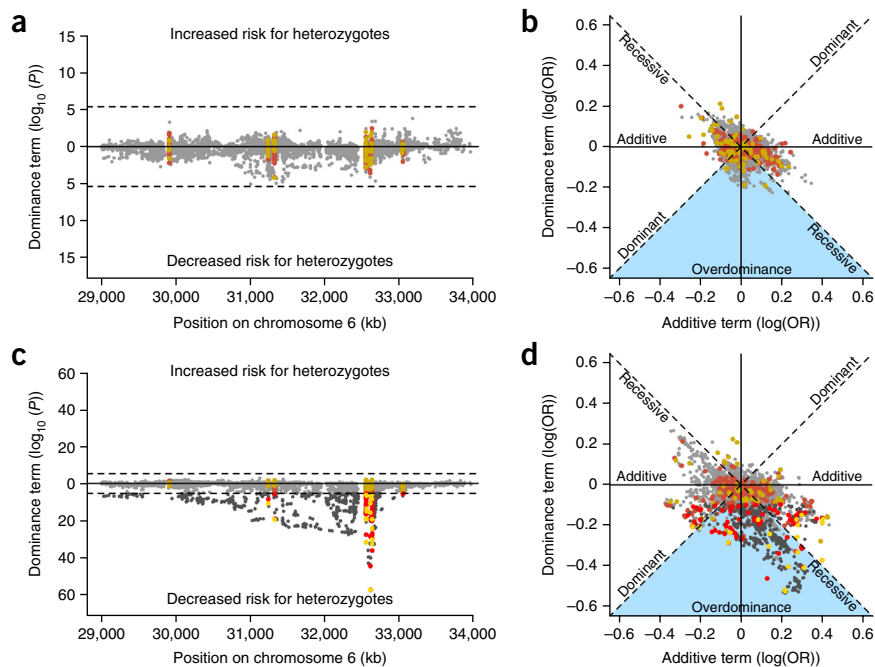 a
Increased risk for heterozygotes
Dominance term (log10 (P))
15
10
5
0
5
10
15
Decreased risk for heterozygotes
29,000 30,000 31,000 32,000 33,000 34,000
Position on chromosome 6 (kb)
b
Dominance term (log(OR))
0.6
0.4
0.2
0
−0.2
−0.4
−0.6
Recessive
Dominant
Additive
Additive
Dominant
Recessive
Overdominance
−0.6 −0.4 −0.2 0 0.2 0.4 0.6
Additive term (log(OR))
c
Increased risk for heterozygotes
Dominance term (log10 (P))
60
40
20
0
20
40
60
Decreased risk for heterozygotes
29,000 30,000 31,000 32,000 33,000 34,000
Position on chromosome 6 (kb)
d
Dominance term (log(OR))
0.6
0.4
0.2
0
−0.2
−0.4
−0.6
Recessive
Dominant
Additive
Additive
Dominant
Recessive
Overdominance
−0.6 −0.4 −0.2 0 0.2 0.4 0.6
Additive term (log(OR))